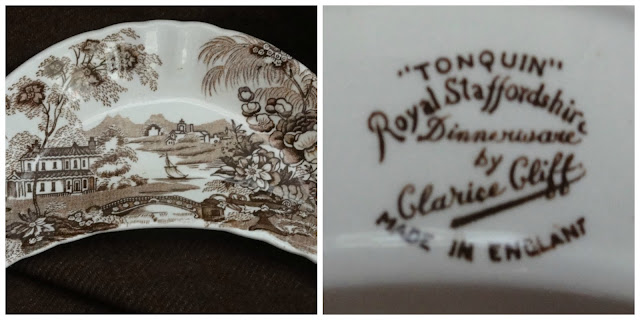 "TONQUIN"
Royal Staffordshire
Dinnerware
by
Clarice Cliff
MADE IN ENGLAND